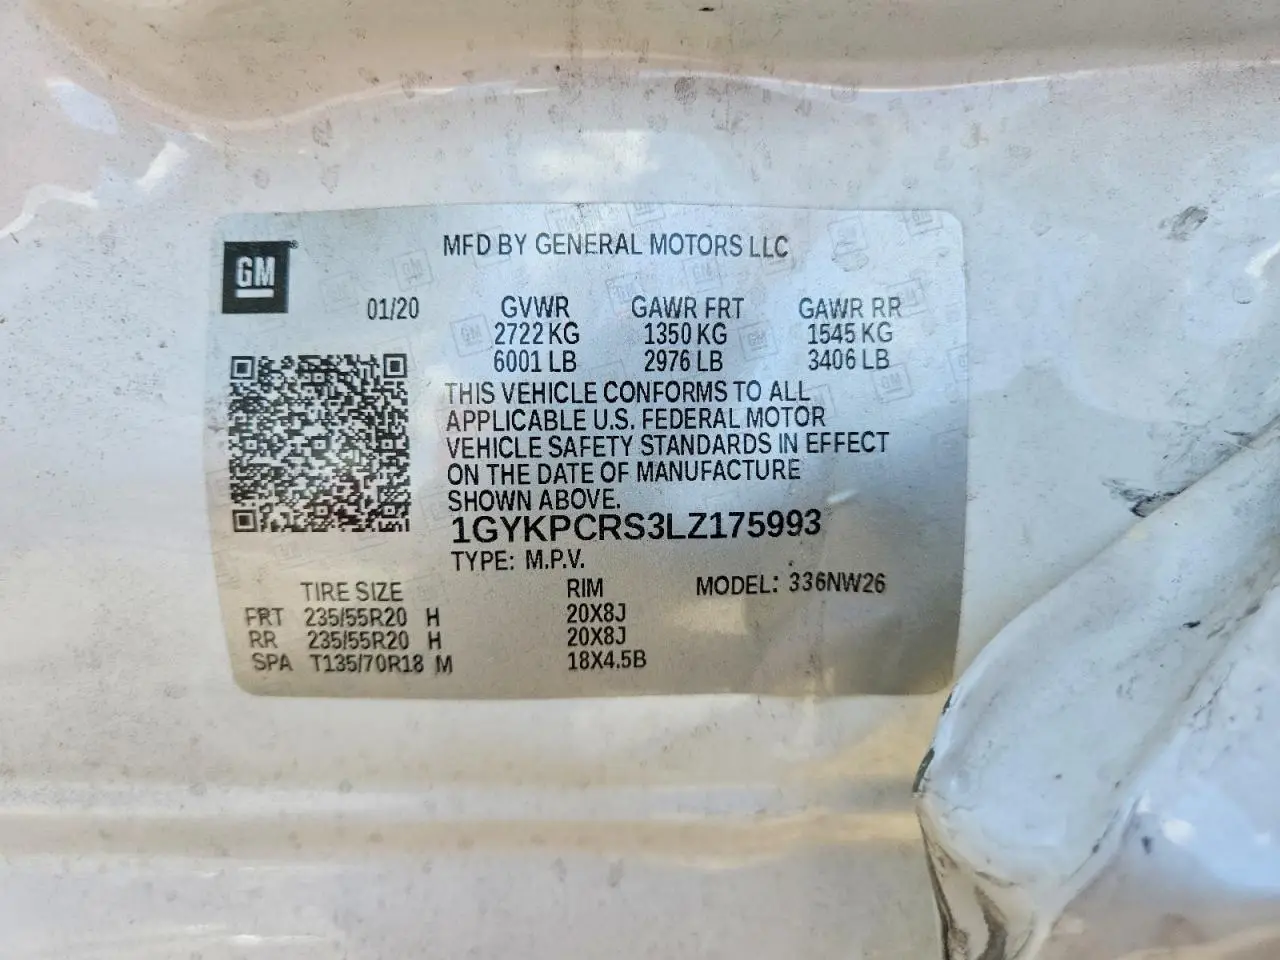 GM
MFD BY GENERAL MOTORS LLC
01/20 GVWR GAWR FRT GAWR RR
2722 KG 1350 KG 1545 KG
6001 LB 2976 LB 3406 LB
THIS VEHICLE CONFORMS TO ALL
APPLICABLE U.S. FEDERAL MOTOR
VEHICLE SAFETY STANDARDS IN EFFECT
ON THE DATE OF MANUFACTURE
SHOWN ABOVE.
1GYKPCRS3LZ175993
TYPE: M.P.V.
TIRE SIZE RIM MODEL: 336NW26
FRT 235/55R20 H 20X8J
RR 235/55R20 H 20X8J
SPA T135/70R18 M 18X4.5B